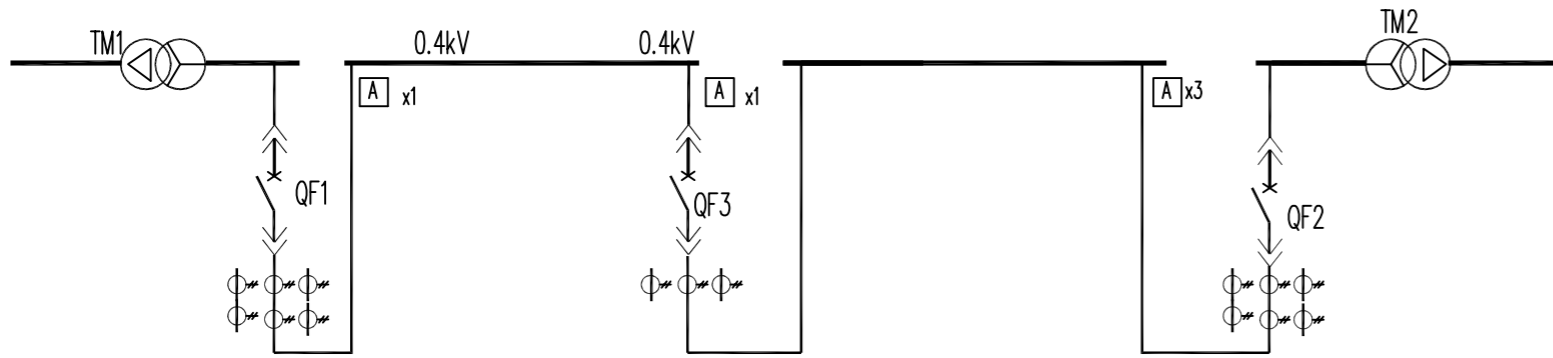 TM1
0.4kV
0.4kV
TM2
A x1
A x1
A x3
QF1
QF3
QF2